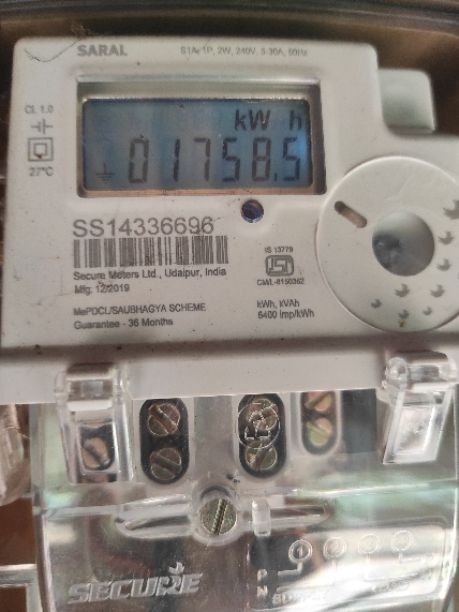 SARAL
S1A, 1P, 2W, 240V, 5-30A, 50Hz
CL 1.0
27°C
kW h
01758.5
SS14336696
Secure Meters Ltd., Udaipur, India
Mfg. 12/2019
MePDCL/SAUBHAGYA SCHEME
Guarantee - 36 Months
IS 13779
CM/L-8150362
kWh, kVAh
6400 imp/kWh
SECURE
P
N